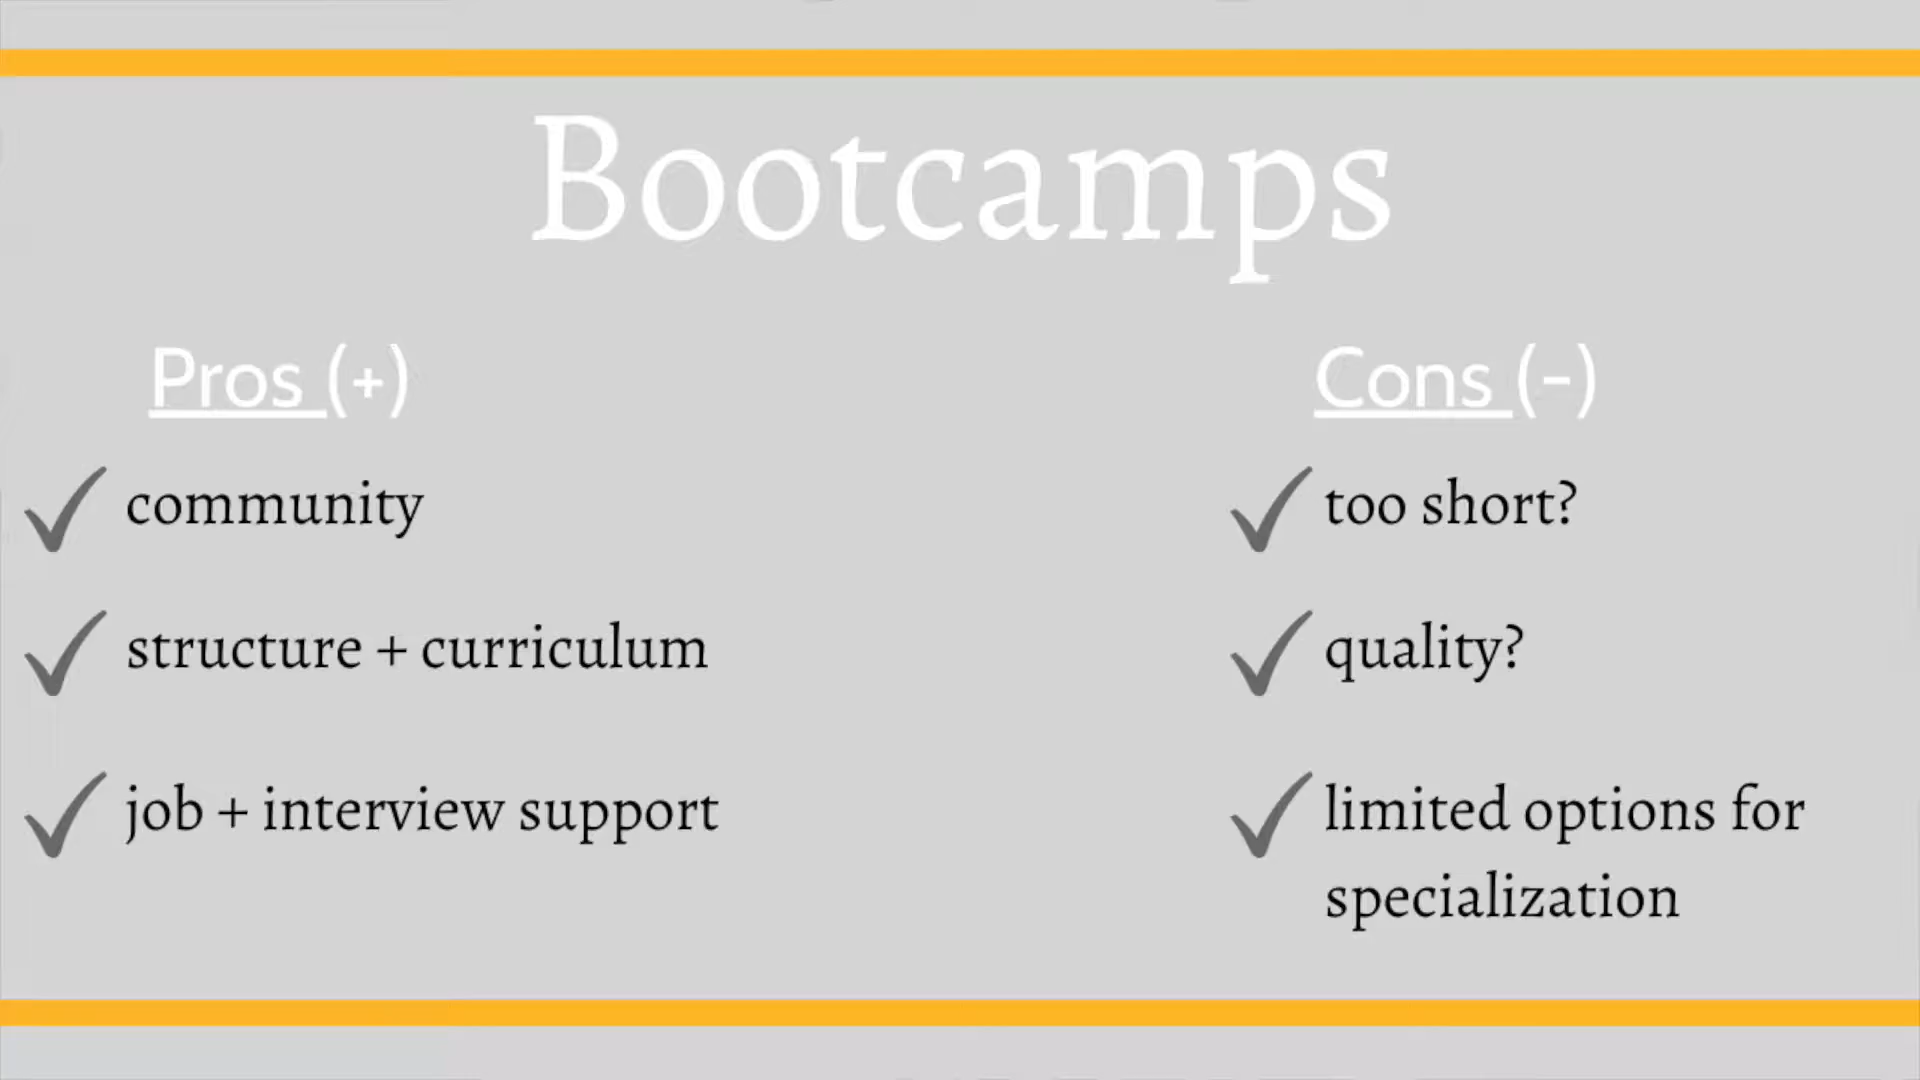 Bootcamps
Pros (+)
community
structure + curriculum
job + interview support
Cons (-)
too short?
quality?
limited options for
specialization